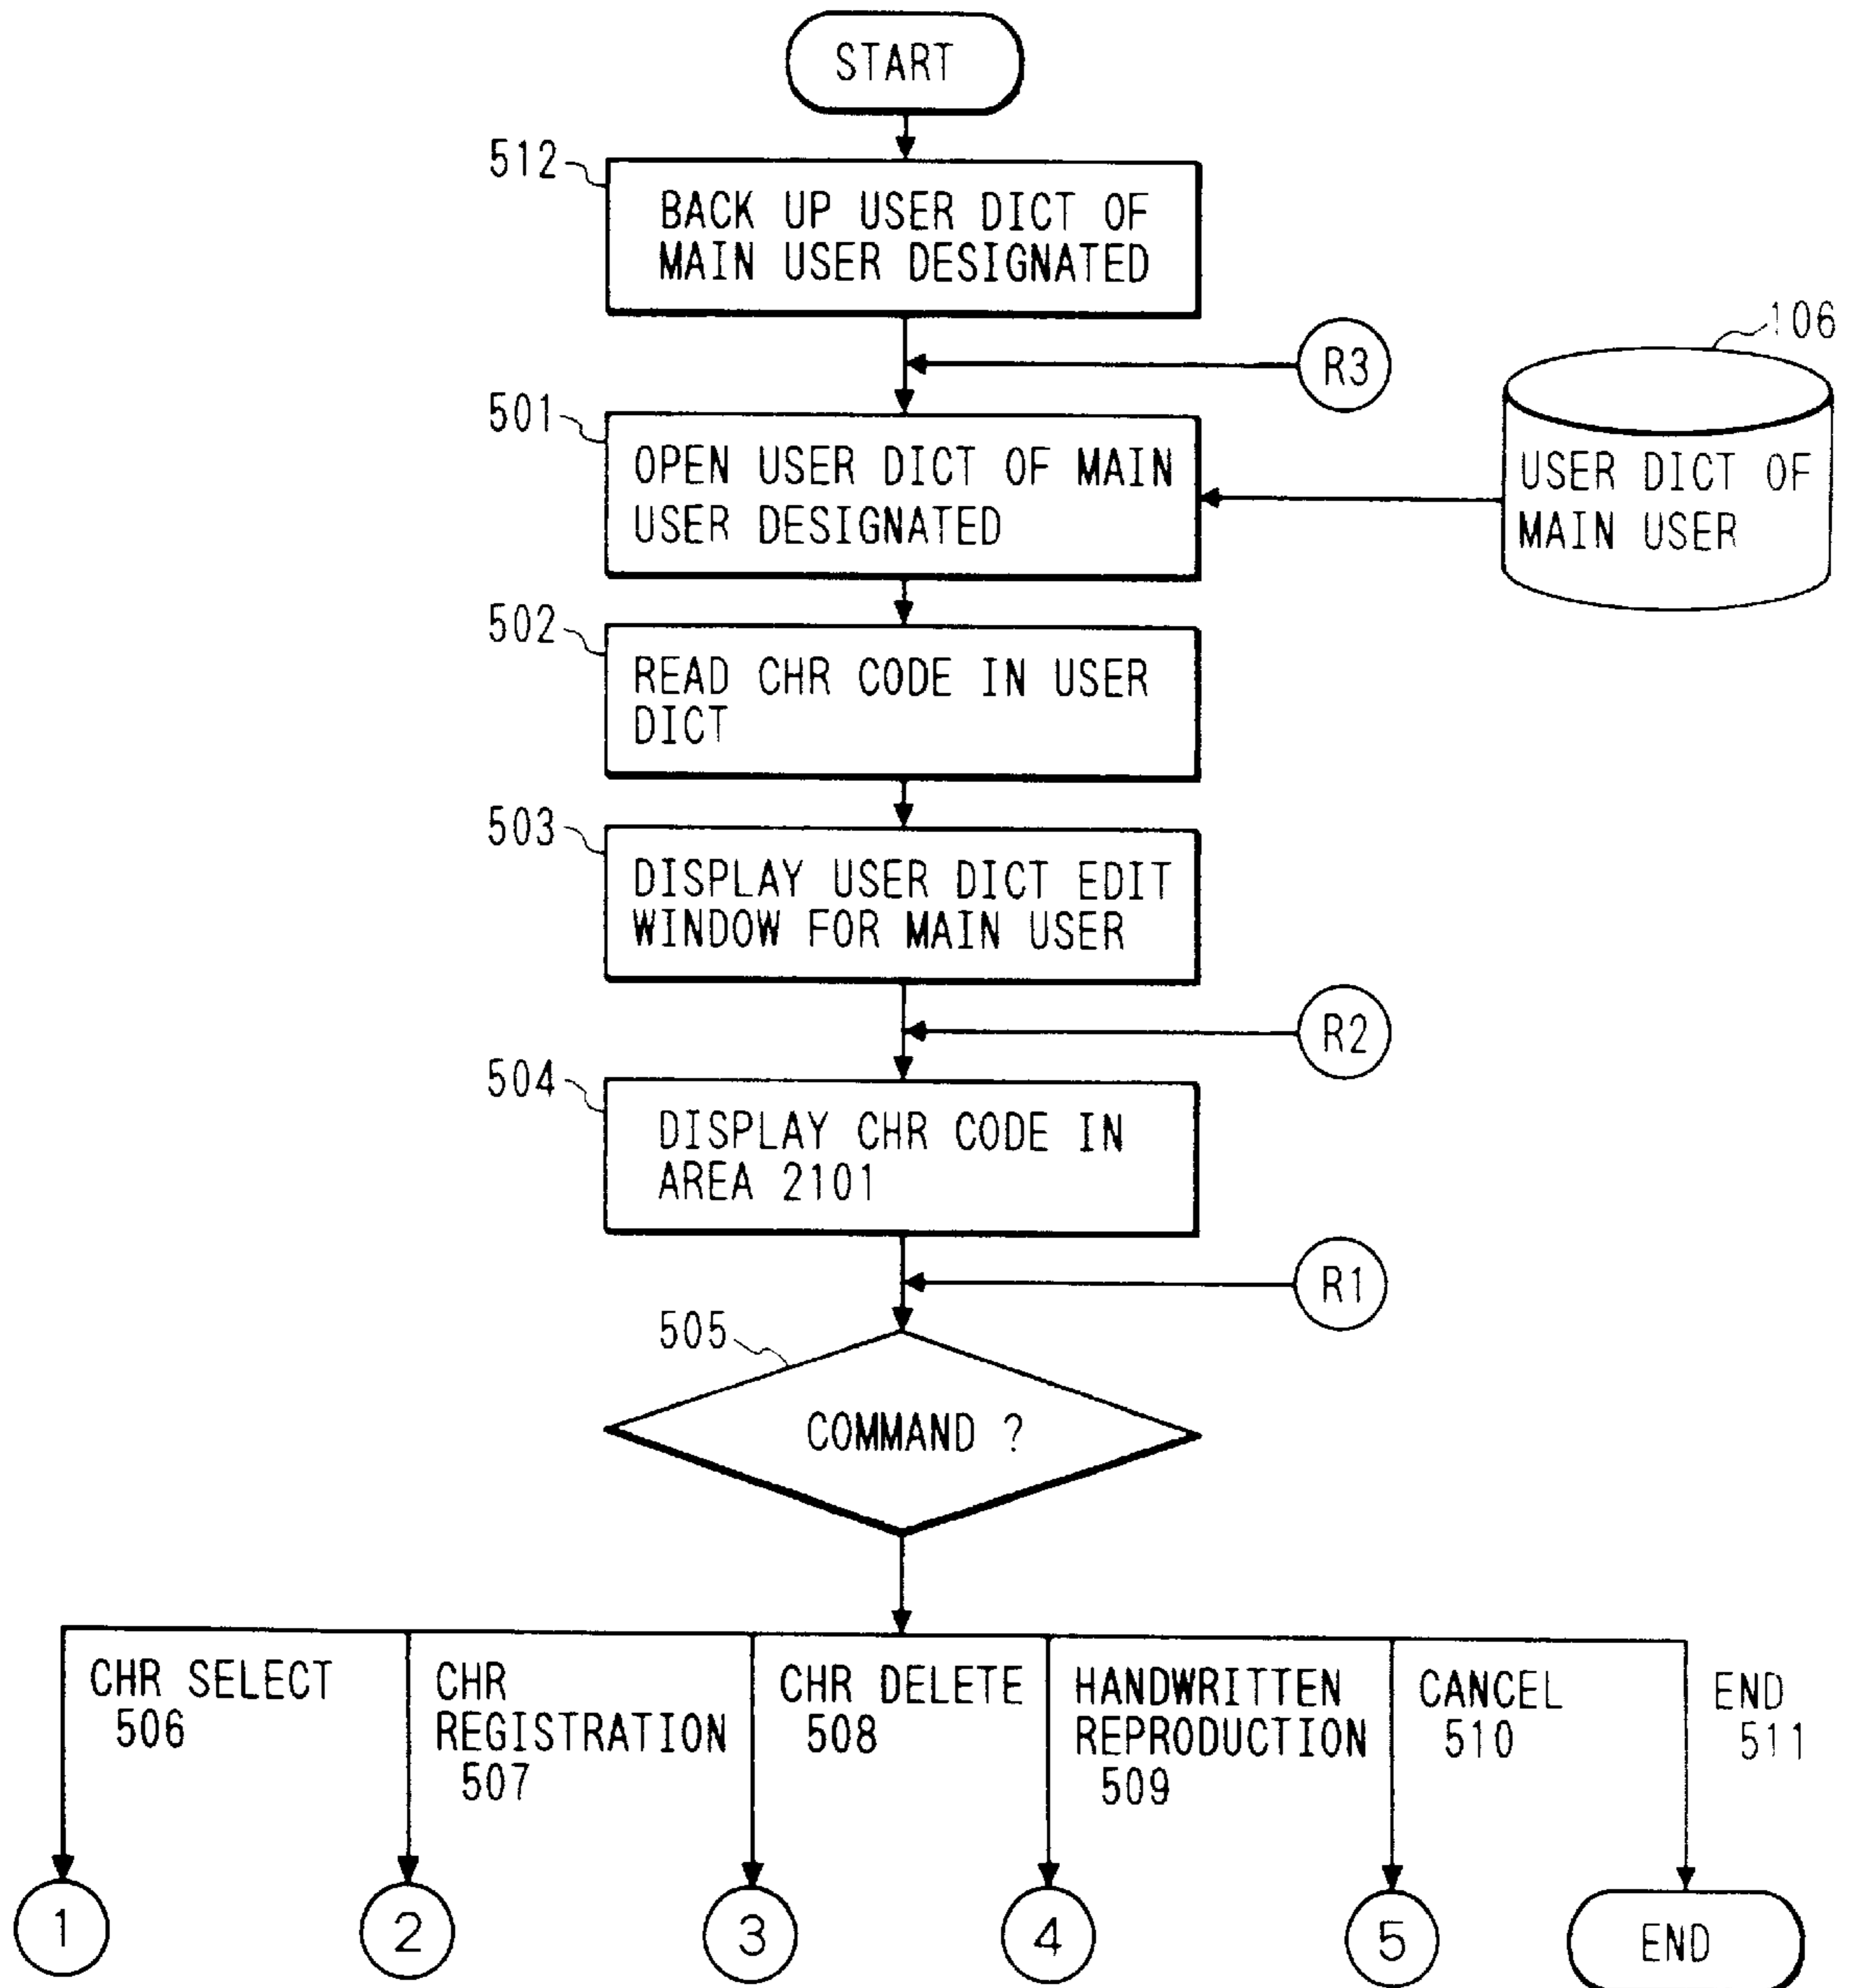 START
512
BACK UP USER DICT OF
MAIN USER DESIGNATED
R3
106
501
OPEN USER DICT OF MAIN
USER DESIGNATED
USER DICT OF
MAIN USER
502
READ CHR CODE IN USER
DICT
503
DISPLAY USER DICT EDIT
WINDOW FOR MAIN USER
R2
504
DISPLAY CHR CODE IN
AREA 2101
R1
505
COMMAND ?
CHR SELECT
506
CHR
REGISTRATION
507
CHR DELETE
508
HANDWRITTEN
REPRODUCTION
509
CANCEL
510
END
511
1
2
3
4
5
END